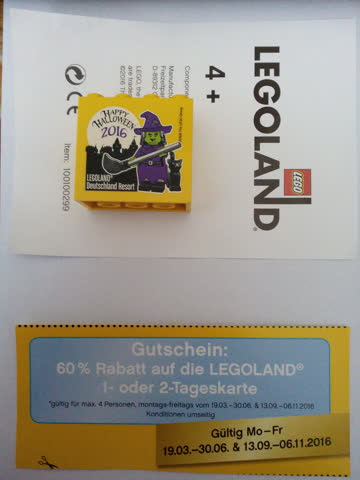 LEGOLAND®
LEGO
4 +
Item: 100100299
HAPPY
HALLOWEEN
2016
LEGOLAND
Deutschland Resort
Gutschein:
60 % Rabatt auf die LEGOLAND®
1- oder 2-Tageskarte
*gültig für max. 4 Personen, montags-freitags vom 19.03. -30.06. & 13.09. -06.11.2016
Konditionen umseitig
Gültig Mo – Fr
19.03.–30.06. & 13.09.–06.11.2016